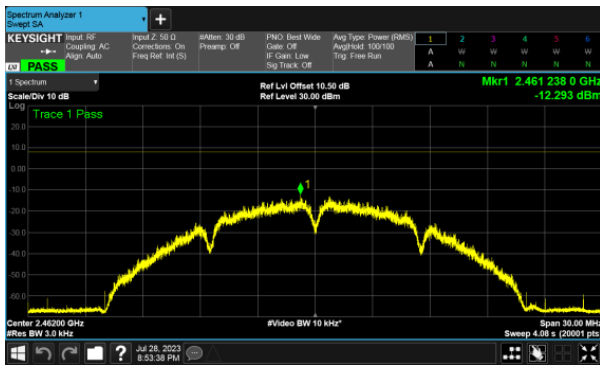 Spectrum Analyzer 1
Swept SA
+
KEYSIGHT
Input: RF
Coupling: AC
Align: Auto
Input Z: 50 Ω
Corrections: On
Freq Ref: Int (S)
#Atten: 30 dB
Preamp: Off
PNO: Best Wide
Gate: Off
IF Gain: Low
Sig Track: Off
Avg Type: Power (RMS)
Avg|Hold: 100/100
Trig: Free Run
1 2 3 4 5 6
A W W W W W
A N N N N N
LXI PASS
1 Spectrum
Scale/Div 10 dB
Ref Lvl Offset 10.50 dB
Ref Level 30.00 dBm
Mkr1 2.461 238 0 GHz
-12.293 dBm
Log
Trace 1 Pass
20.0
10.0
0.00
-10.0
1
-20.0
-30.0
-40.0
-50.0
-60.0
Center 2.46200 GHz
#Video BW 10 kHz*
Span 30.00 MHz
#Res BW 3.0 kHz
Sweep 4.08 s (20001 pts)
?
Jul 28, 2023
8:53:38 PM